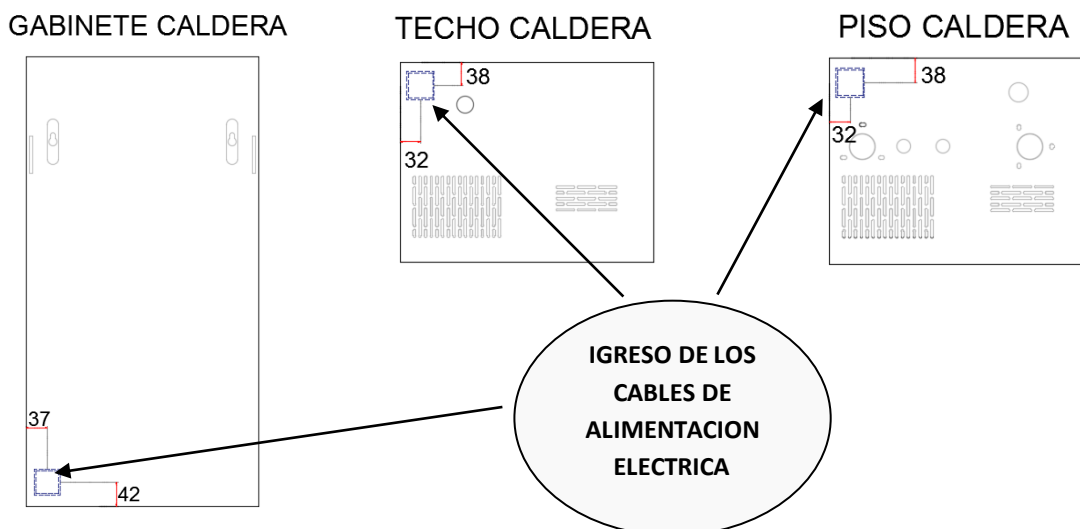 GABINETE CALDERA
TECHO CALDERA
PISO CALDERA
38
38
32
32
IGRESO DE LOS
CABLES DE
ALIMENTACION
ELECTRICA
37
42